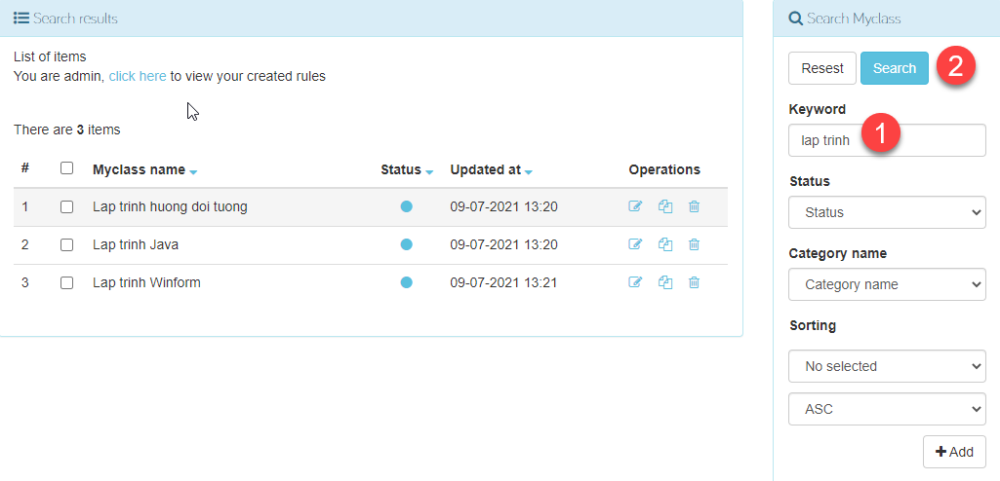 Search results
List of items
You are admin, click here to view your created rules
There are 3 items
# Myclass name Status Updated at Operations
1 Lap trinh huong doi tuong 09-07-2021 13:20
2 Lap trinh Java 09-07-2021 13:20
3 Lap trinh Winform 09-07-2021 13:21
Search Myclass
Resest Search 2
Keyword
lap trinh 1
Status
Status
Category name
Category name
Sorting
No selected
ASC
+ Add